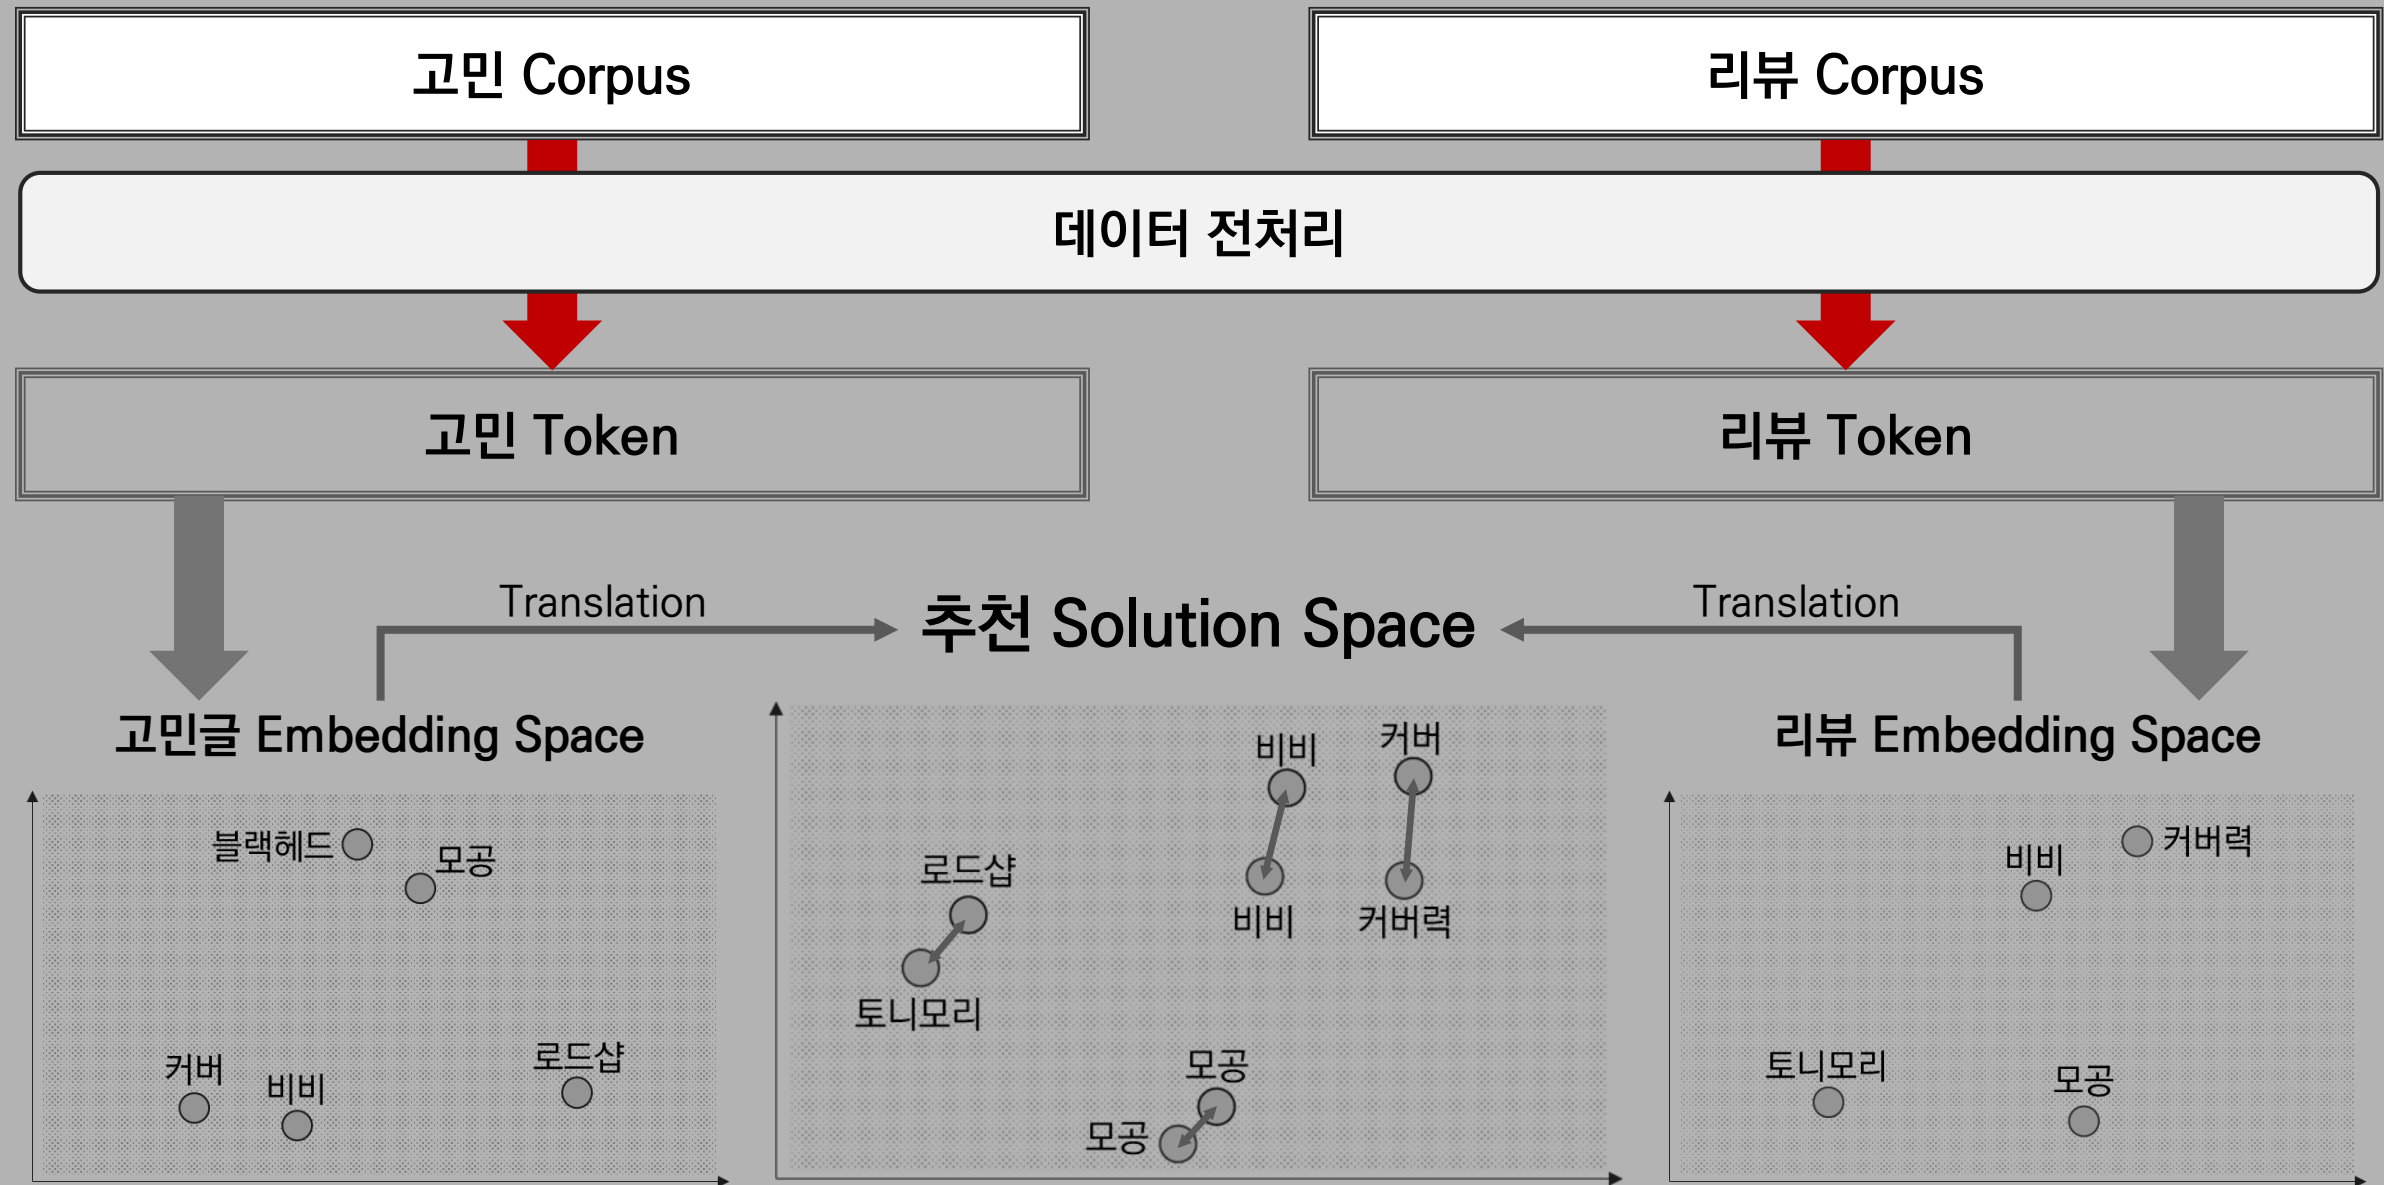 고민 Corpus
리뷰 Corpus
데이터 전처리
고민 Token
리뷰 Token
Translation
추천 Solution Space
Translation
고민글 Embedding Space
블랙헤드
모공
커버
비비
로드샵
비비
커버
로드샵
비비
커버력
토니모리
모공
모공
리뷰 Embedding Space
커버력
비비
토니모리
모공